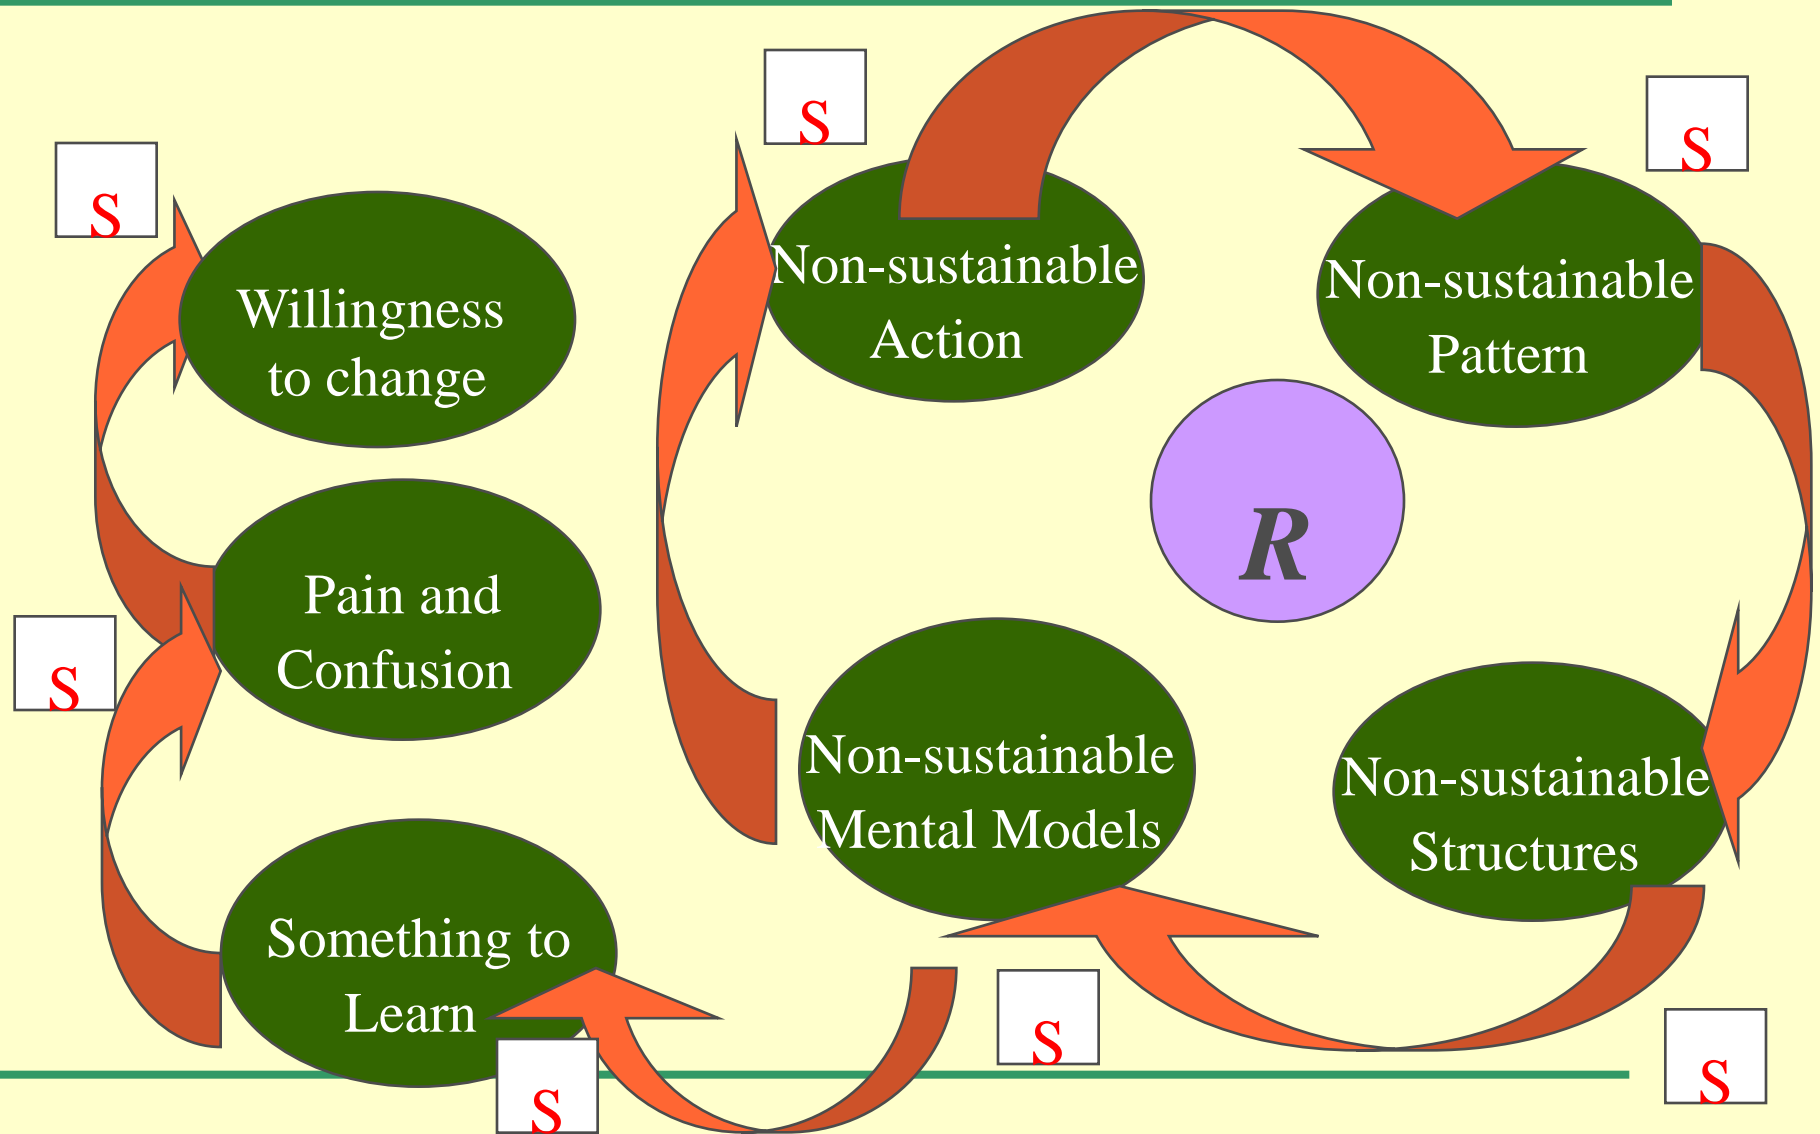 S
S
S
Willingness
to change
Non-sustainable
Action
Non-sustainable
Pattern
R
Pain and
Confusion
S
Non-sustainable
Mental Models
Non-sustainable
Structures
Something to
Learn
S
S
S